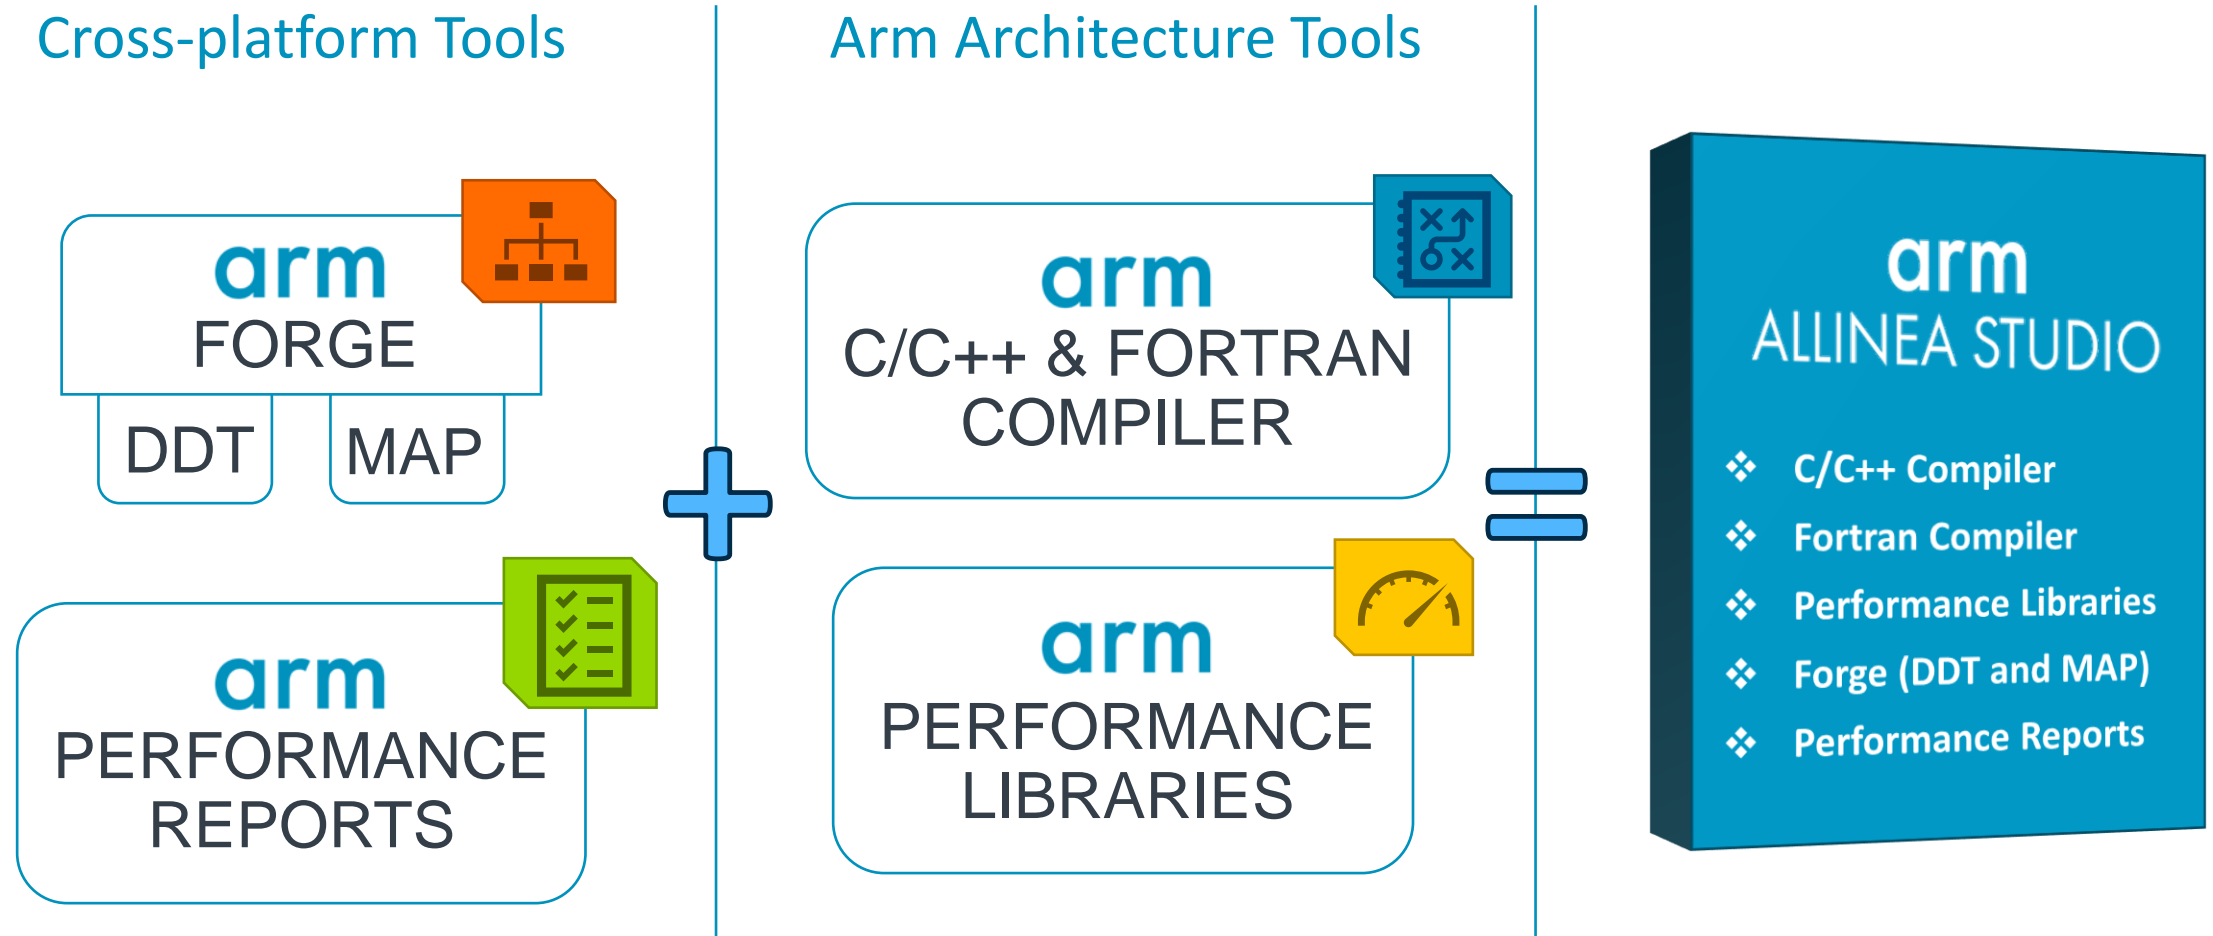 Cross-platform Tools
arm
FORGE
DDT
MAP
arm
PERFORMANCE
REPORTS
Arm Architecture Tools
arm
C/C++ & FORTRAN
COMPILER
arm
PERFORMANCE
LIBRARIES
arm
ALLINEA STUDIO
❖ C/C++ Compiler
❖ Fortran Compiler
❖ Performance Libraries
❖ Forge (DDT and MAP)
❖ Performance Reports